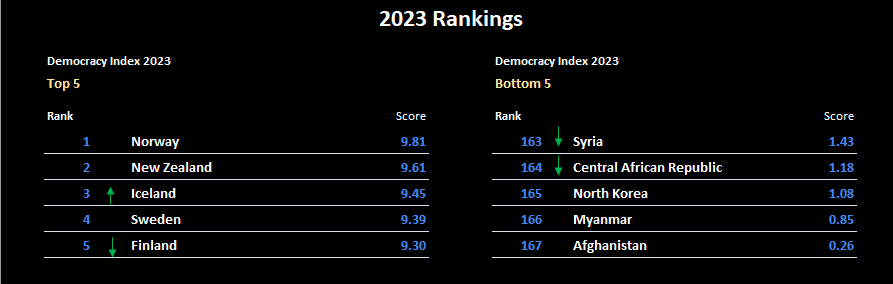 2023 Rankings
Democracy Index 2023
Top 5
Rank Score
1 Norway 9.81
2 New Zealand 9.61
3 Iceland 9.45
4 Sweden 9.39
5 Finland 9.30
Democracy Index 2023
Bottom 5
Rank Score
163 Syria 1.43
164 Central African Republic 1.18
165 North Korea 1.08
166 Myanmar 0.85
167 Afghanistan 0.26